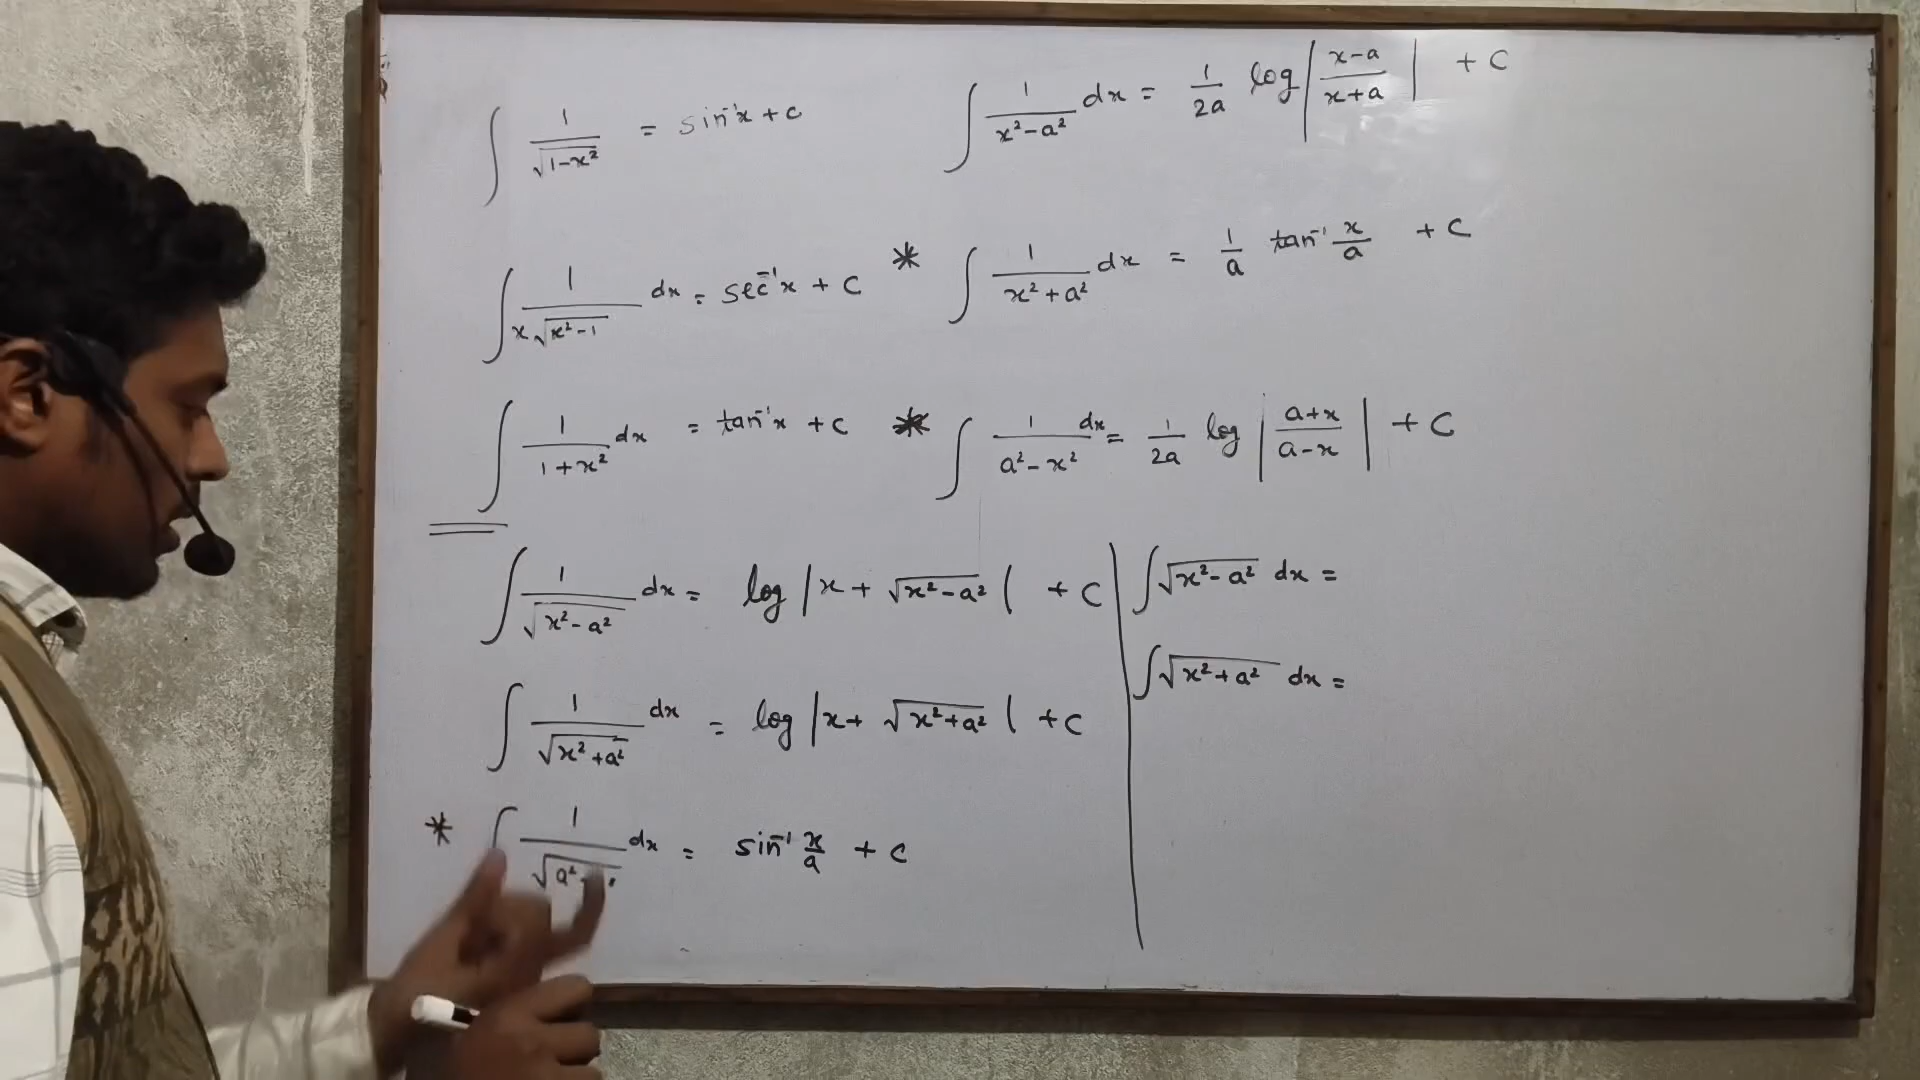 ∫ 1/√(1-x²) = sin⁻¹x + c
∫ 1/(x√(x²-1)) dx = sec⁻¹x + C
∫ 1/(1+x²) dx = tan⁻¹x + C
∫ 1/(x²-a²) dx = 1/2a log |(x-a)/(x+a)| + C
* ∫ 1/(x²+a²) dx = 1/a tan⁻¹ x/a + C
* ∫ 1/(a²-x²) dx = 1/2a log |(a+x)/(a-x)| + C
∫ 1/√(x²-a²) dx = log |x + √(x²-a²)| + C
∫ 1/√(x²+a²) dx = log |x + √(x²+a²)| + C
* ∫ 1/√(a²- dx = sin⁻¹ x/a + C
∫ √(x²-a²) dx =
∫ √(x²+a²) dx =